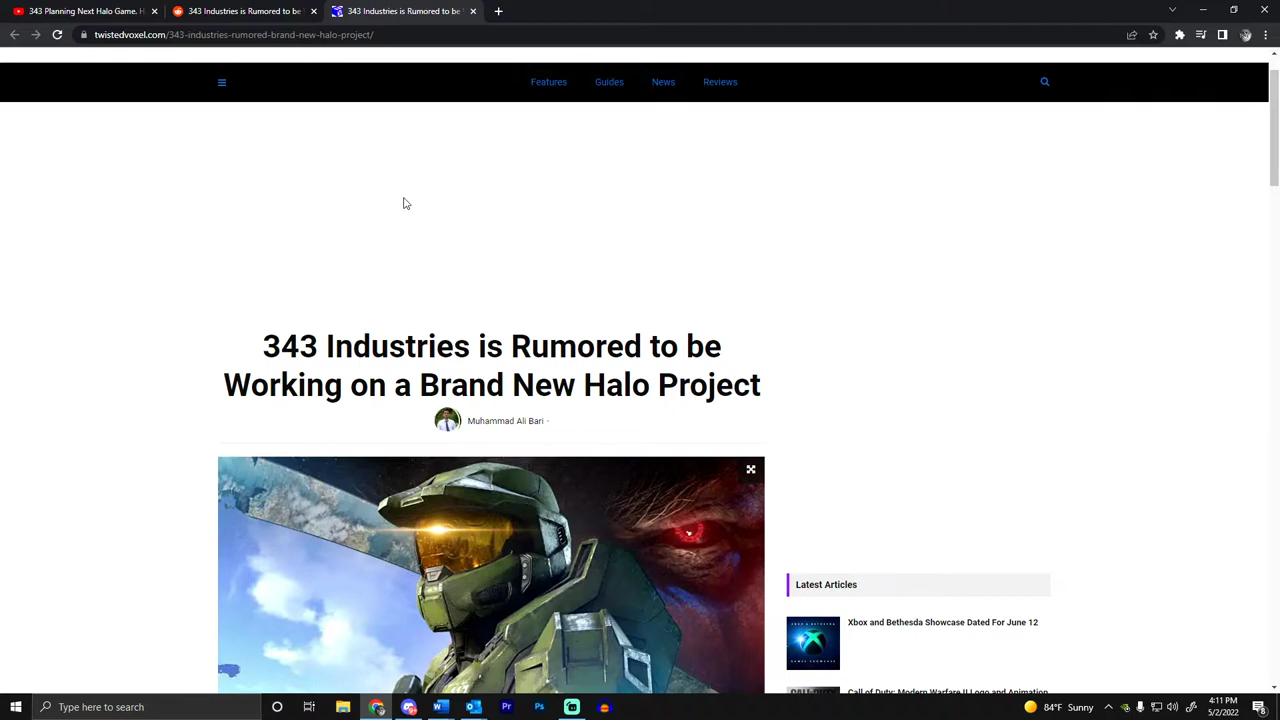 343 Planning Next Halo Game. H
343 Industries is Rumored to be
343 Industries is Rumored to be
twistedvoxel.com/343-industries-rumored-brand-new-halo-project/
Features Guides News Reviews
343 Industries is Rumored to be
Working on a Brand New Halo Project
Muhammad Ali Bari -
Latest Articles
Xbox and Bethesda Showcase Dated For June 12
Call of Duty: Modern Warfare II Logo and Animation
Type here to search
84°F Sunny
4:11 PM
5/2/2022